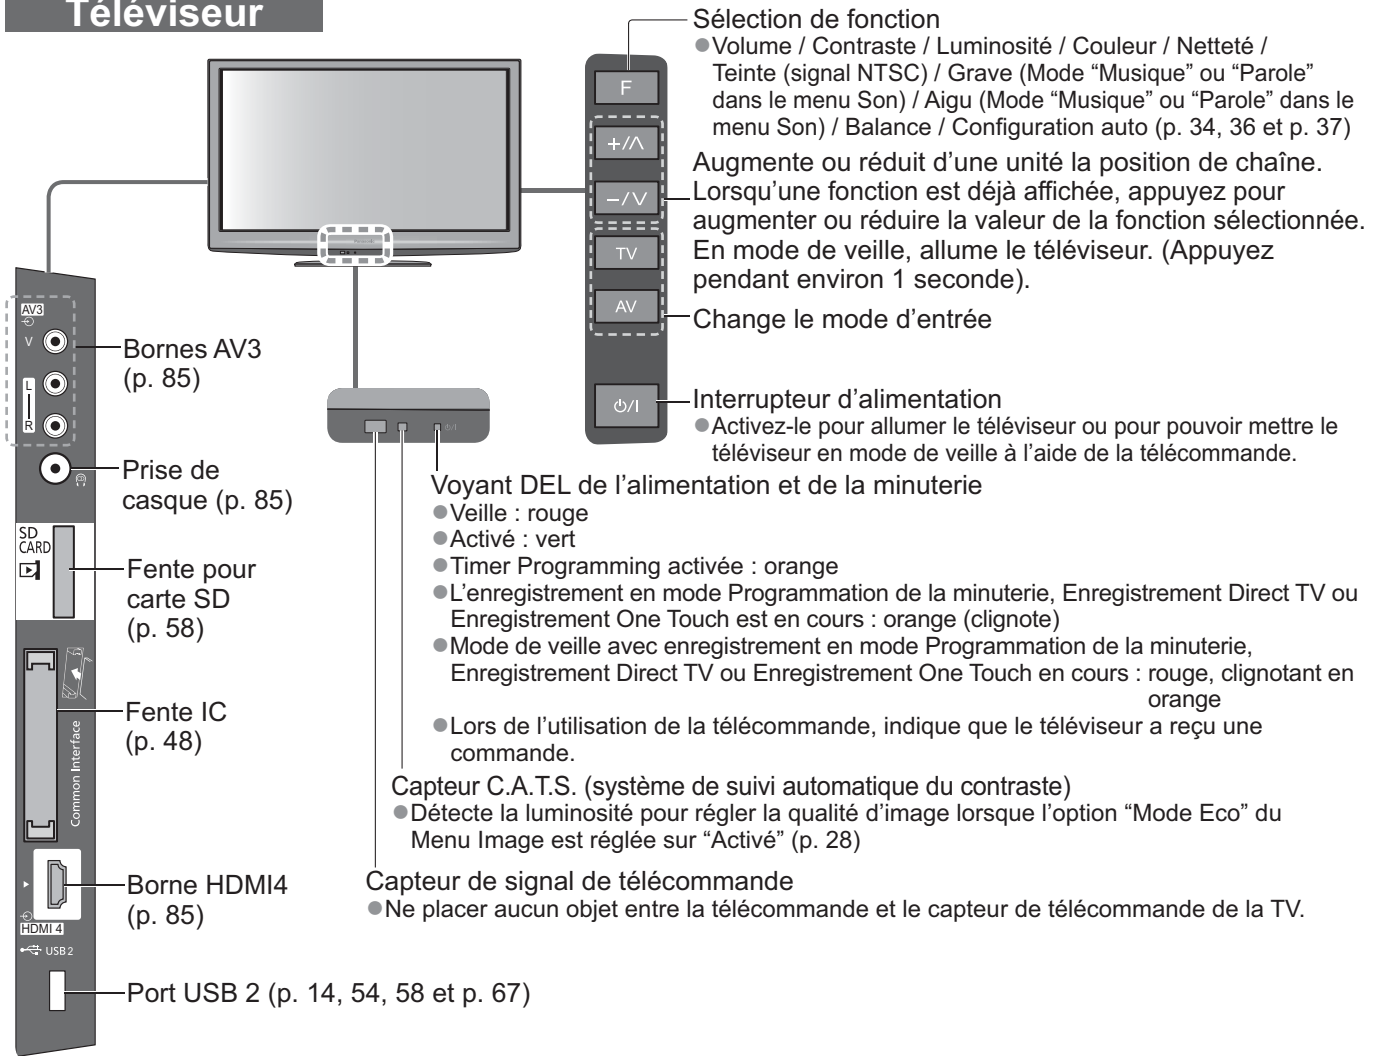 Téléviseur
Sélection de fonction
●Volume / Contraste / Luminosité / Couleur / Netteté /
Teinte (signal NTSC) / Grave (Mode “Musique” ou “Parole”
dans le menu Son) / Aigu (Mode “Musique” ou “Parole” dans le
menu Son) / Balance / Configuration auto (p. 34, 36 et p. 37)
F
+/∧
−/∨
TV
AV
⏻/I
Augmente ou réduit d’une unité la position de chaîne.
Lorsqu’une fonction est déjà affichée, appuyez pour
augmenter ou réduire la valeur de la fonction sélectionnée.
En mode de veille, allume le téléviseur. (Appuyez
pendant environ 1 seconde).
Change le mode d’entrée
Interrupteur d’alimentation
●Activez-le pour allumer le téléviseur ou pour pouvoir mettre le
téléviseur en mode de veille à l’aide de la télécommande.
Panasonic
⏻/I
Voyant DEL de l’alimentation et de la minuterie
●Veille : rouge
●Activé : vert
●Timer Programming activée : orange
●L’enregistrement en mode Programmation de la minuterie, Enregistrement Direct TV ou
Enregistrement One Touch est en cours : orange (clignote)
●Mode de veille avec enregistrement en mode Programmation de la minuterie,
Enregistrement Direct TV ou Enregistrement One Touch en cours : rouge, clignotant en
orange
●Lors de l’utilisation de la télécommande, indique que le téléviseur a reçu une
commande.
Capteur C.A.T.S. (système de suivi automatique du contraste)
●Détecte la luminosité pour régler la qualité d’image lorsque l’option “Mode Eco” du
Menu Image est réglée sur “Activé” (p. 28)
Capteur de signal de télécommande
●Ne placer aucun objet entre la télécommande et le capteur de télécommande de la TV.
AV3
V
L
R
Bornes AV3
(p. 85)
Prise de
casque (p. 85)
SD
CARD
Fente pour
carte SD
(p. 58)
Common Interface
Fente IC
(p. 48)
Borne HDMI4
(p. 85)
HDMI 4
USB 2
Port USB 2 (p. 14, 54, 58 et p. 67)